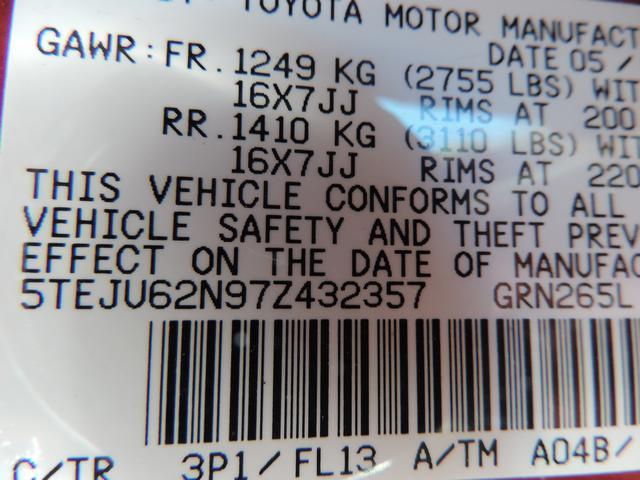 TOYOTA MOTOR MANUFACT
DATE 05 /
GAWR: FR. 1249 KG (2755 LBS) WIT
16X7JJ RIMS AT 200
RR. 1410 KG (3110 LBS) WIT
16X7JJ RIMS AT 220
THIS VEHICLE CONFORMS TO ALL
VEHICLE SAFETY AND THEFT PREV
EFFECT ON THE DATE OF MANUFAC
5TEJU62N97Z432357 GRN265L
C/TR 3P1/FL13 A/TM A04B/